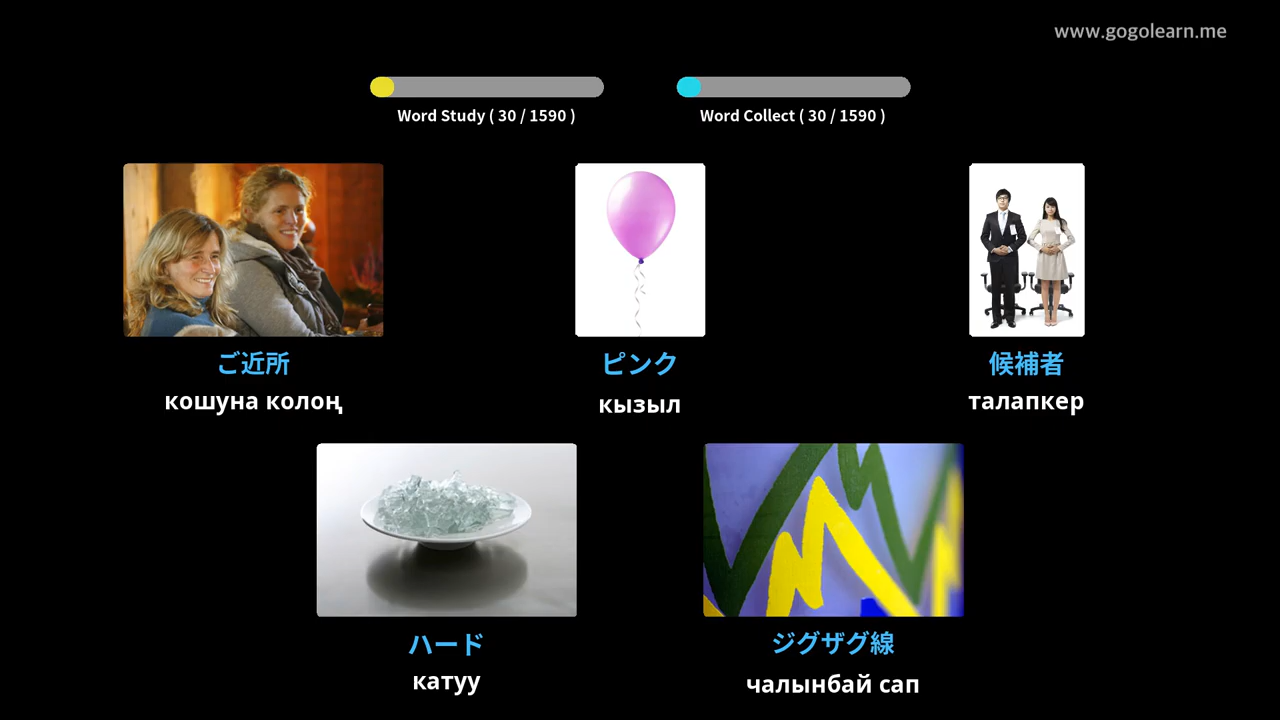 www.gogolearn.me
Word Study ( 30 / 1590 )
Word Collect ( 30 / 1590 )
ご近所
кошуна колоң
ピンク
кызыл
候補者
талапкер
ハード
катуу
ジグザグ線
чалынбай сап